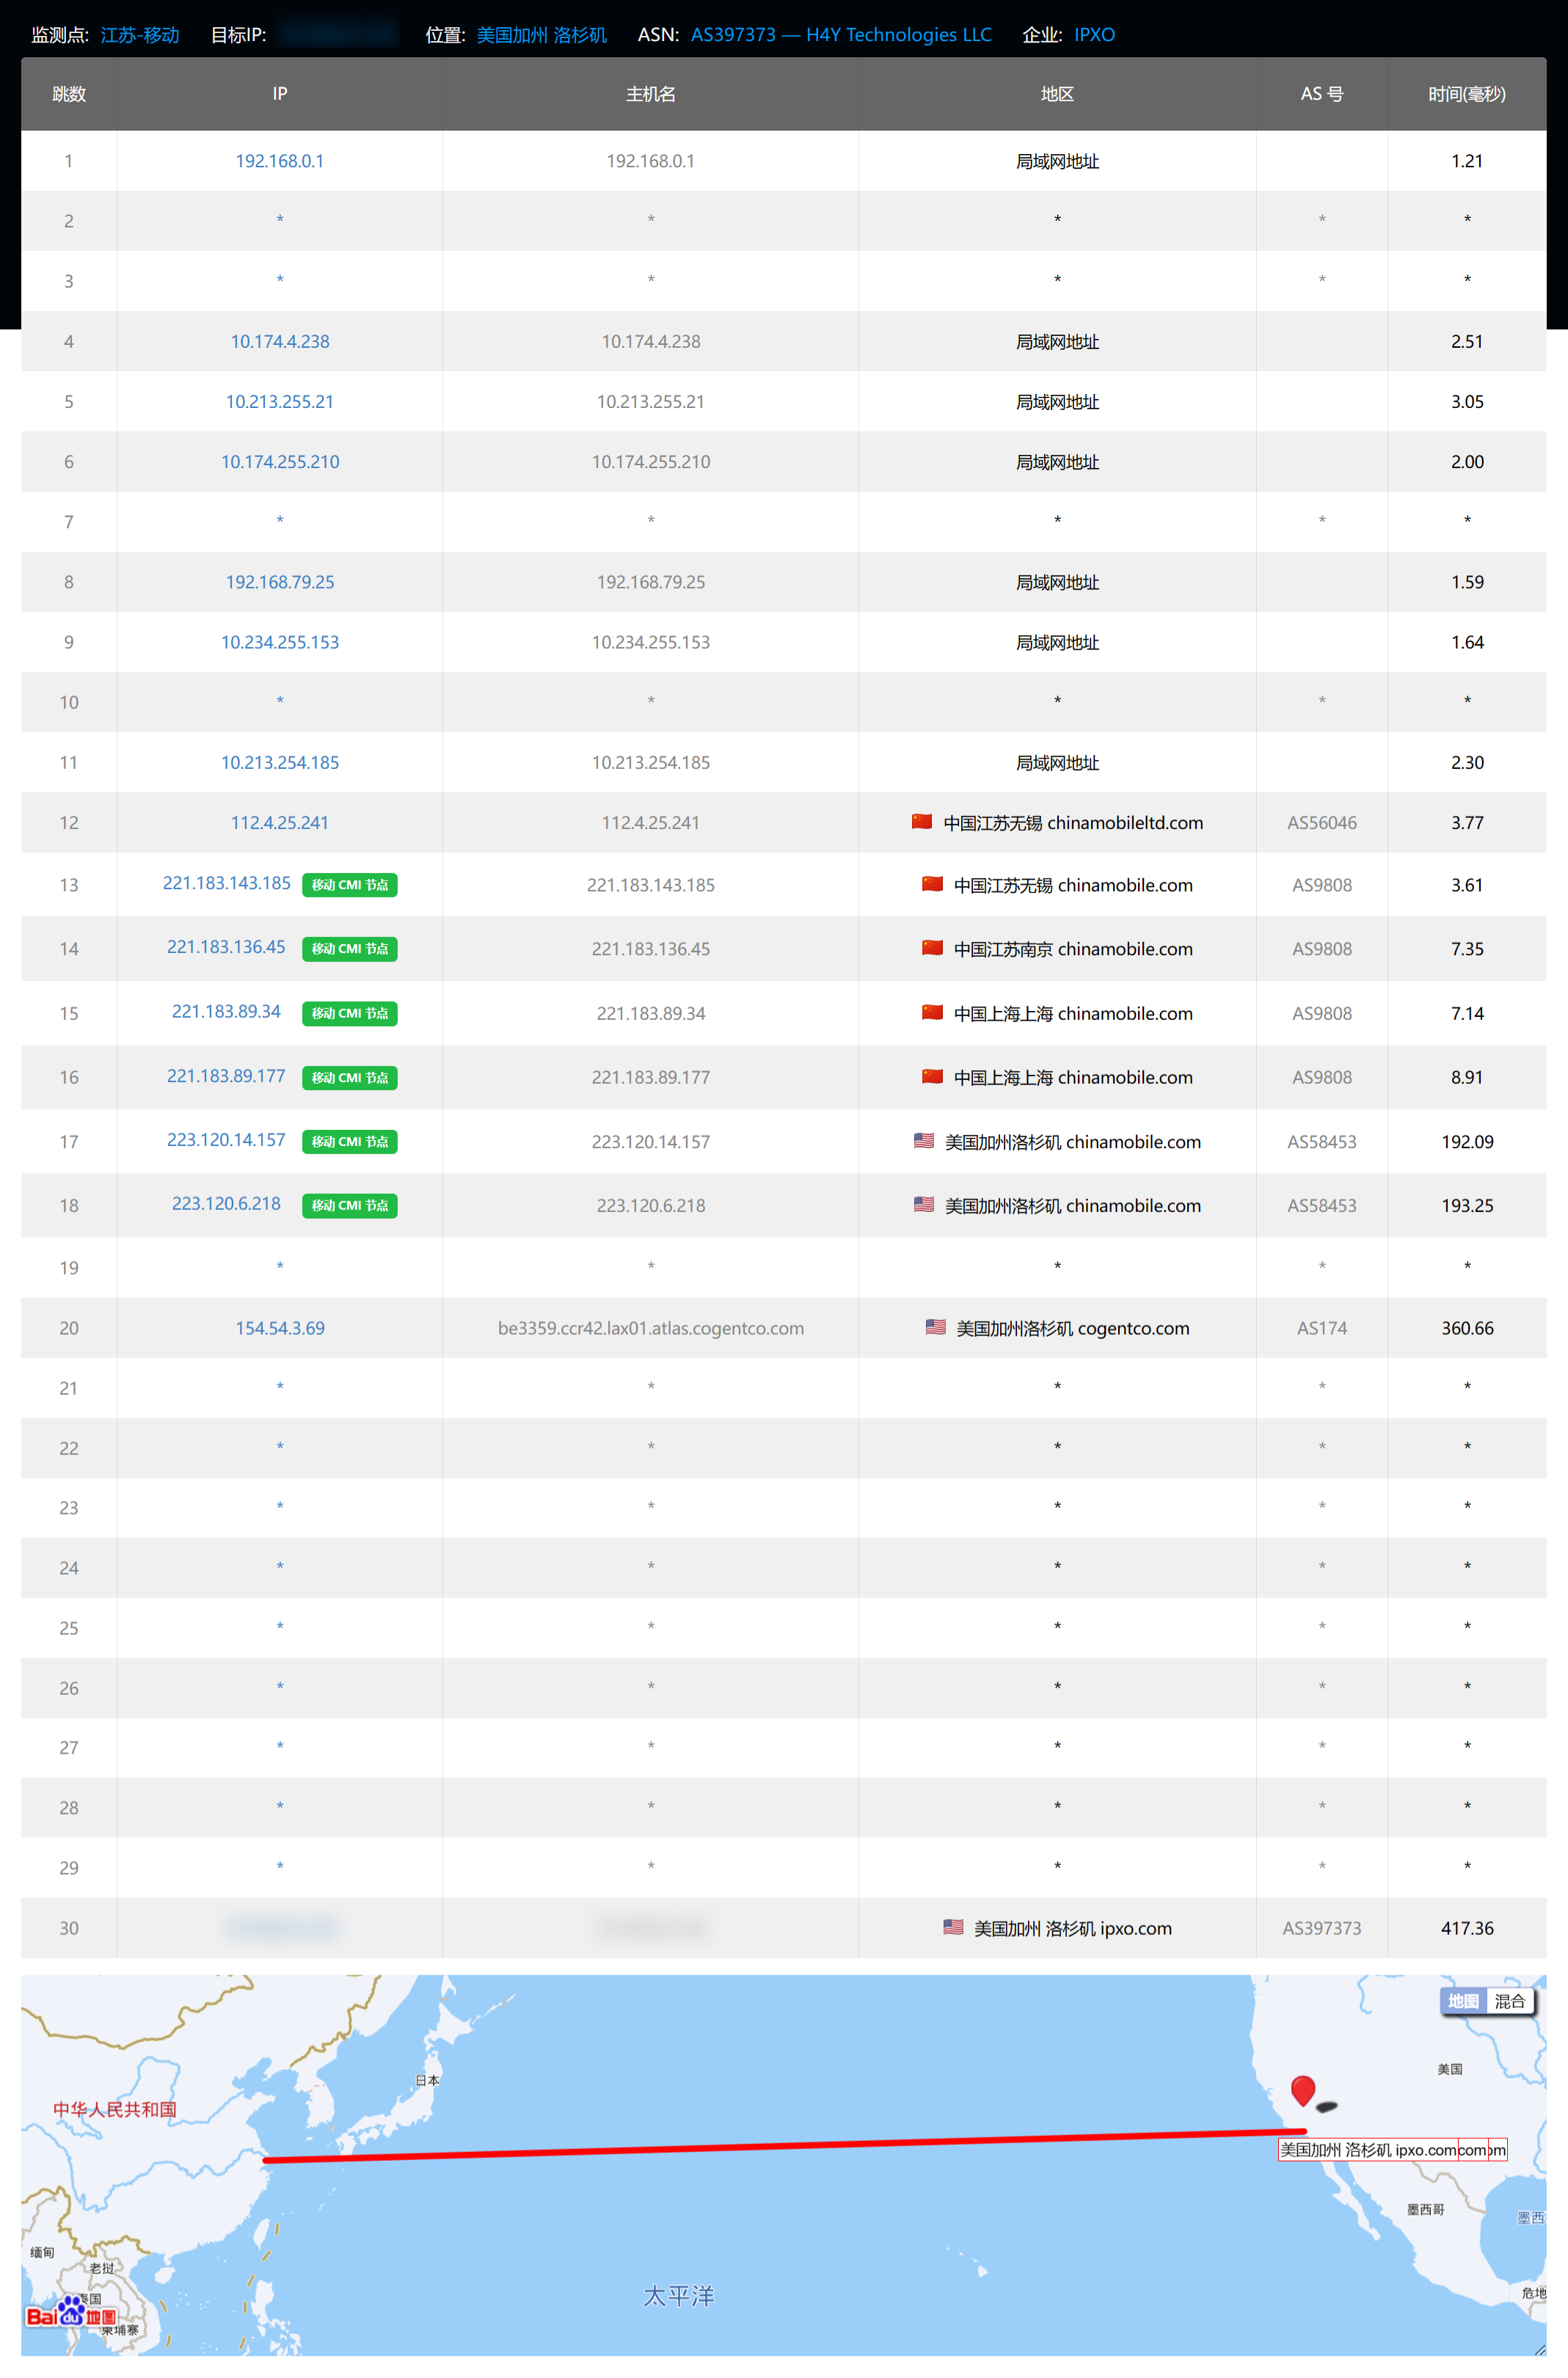 监测点: 江苏-移动 目标IP: 位置: 美国加州 洛杉矶 ASN: AS397373 — H4Y Technologies LLC 企业: IPXO
跳数 IP 主机名 地区 AS 号 时间(毫秒)
1 192.168.0.1 192.168.0.1 局域网地址 1.21
2 * * * * *
3 * * * * *
4 10.174.4.238 10.174.4.238 局域网地址 2.51
5 10.213.255.21 10.213.255.21 局域网地址 3.05
6 10.174.255.210 10.174.255.210 局域网地址 2.00
7 * * * * *
8 192.168.79.25 192.168.79.25 局域网地址 1.59
9 10.234.255.153 10.234.255.153 局域网地址 1.64
10 * * * * *
11 10.213.254.185 10.213.254.185 局域网地址 2.30
12 112.4.25.241 112.4.25.241 中国江苏无锡 chinamobileltd.com AS56046 3.77
13 221.183.143.185 移动 CMI 节点 221.183.143.185 中国江苏无锡 chinamobile.com AS9808 3.61
14 221.183.136.45 移动 CMI 节点 221.183.136.45 中国江苏南京 chinamobile.com AS9808 7.35
15 221.183.89.34 移动 CMI 节点 221.183.89.34 中国上海上海 chinamobile.com AS9808 7.14
16 221.183.89.177 移动 CMI 节点 221.183.89.177 中国上海上海 chinamobile.com AS9808 8.91
17 223.120.14.157 移动 CMI 节点 223.120.14.157 美国加州洛杉矶 chinamobile.com AS58453 192.09
18 223.120.6.218 移动 CMI 节点 223.120.6.218 美国加州洛杉矶 chinamobile.com AS58453 193.25
19 * * * * *
20 154.54.3.69 be3359.ccr42.lax01.atlas.cogentco.com 美国加州洛杉矶 cogentco.com AS174 360.66
21 * * * * *
22 * * * * *
23 * * * * *
24 * * * * *
25 * * * * *
26 * * * * *
27 * * * * *
28 * * * * *
29 * * * * *
30 美国加州 洛杉矶 ipxo.com AS397373 417.36
地图 混合
美国
日本
中华人民共和国
美国加州 洛杉矶 ipxo.com com om
墨西哥
墨西
缅甸
老挝
太平洋
危地
泰国
Bai du 地图
柬埔寨